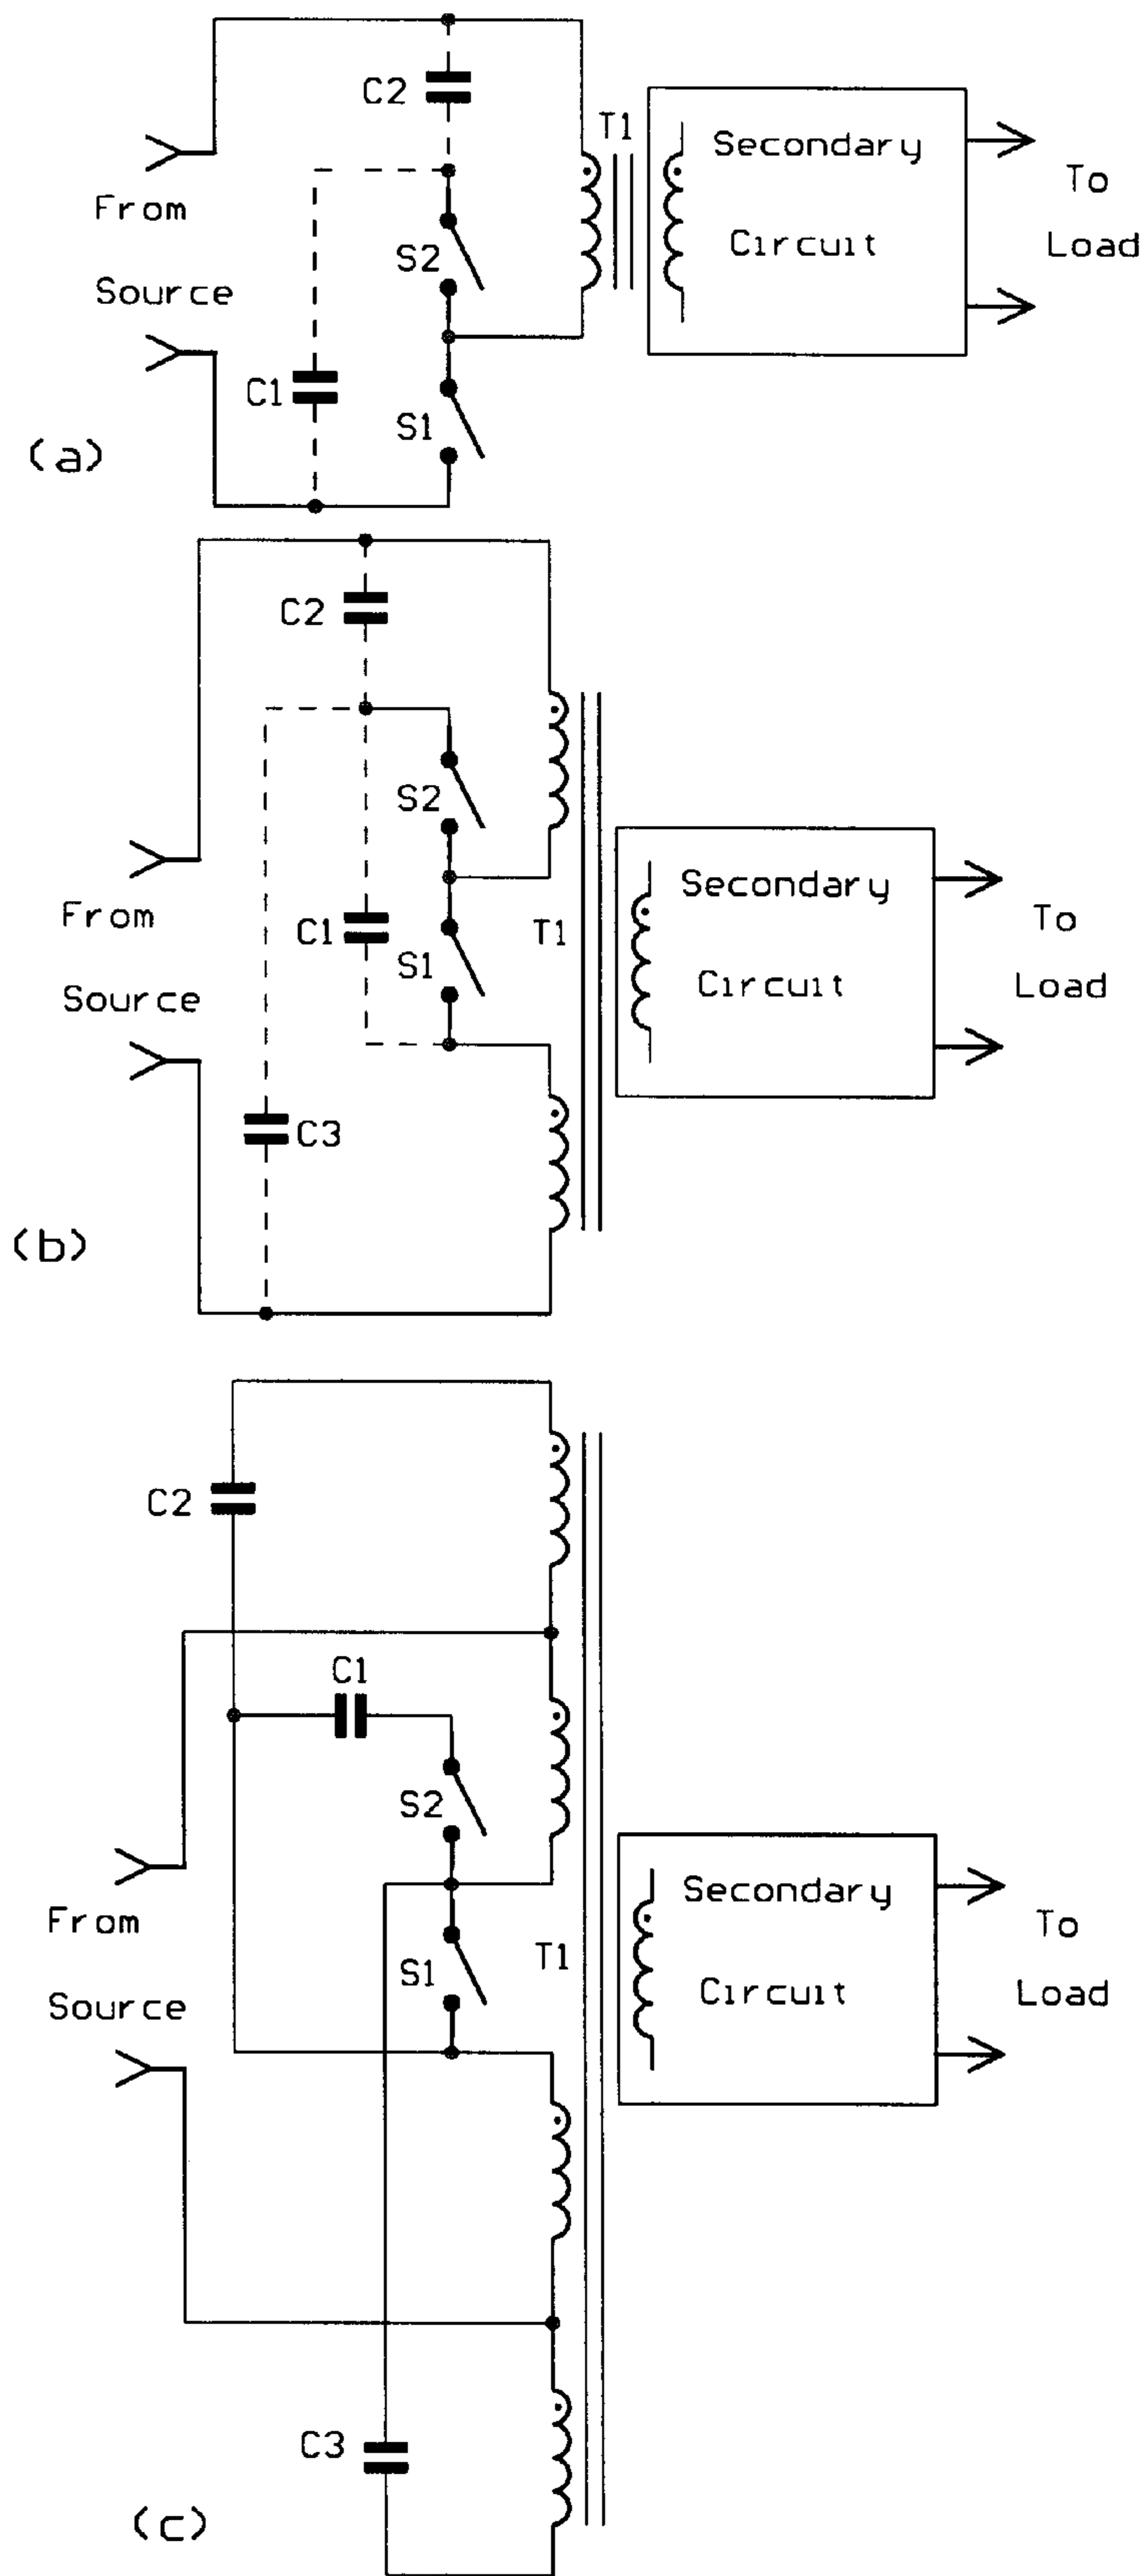 C2
T1
Secondary
Circuit
To
Load
From
Source
S2
C1
S1
(a)
C2
S2
Secondary
Circuit
To
Load
From
Source
C1
S1
T1
C3
(b)
C2
C1
S2
Secondary
Circuit
To
Load
From
Source
S1
T1
C3
(c)